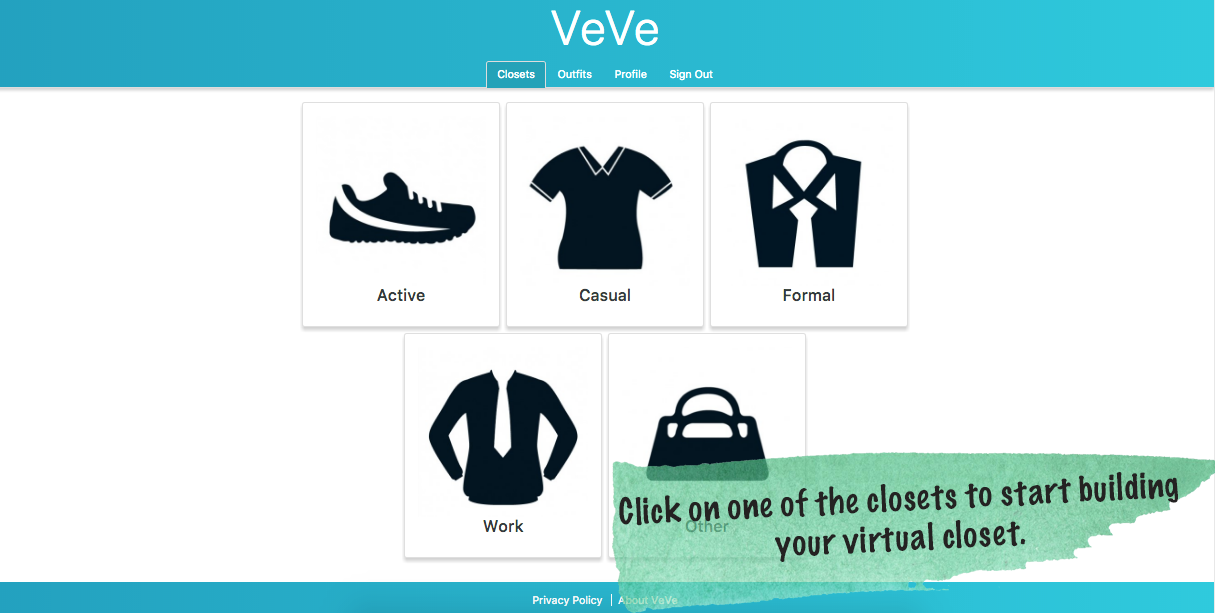 VeVe
Closets Outfits Profile Sign Out
Active Casual Formal
Work Other
Click on one of the closets to start building
your virtual closet.
Privacy Policy | About VeVe